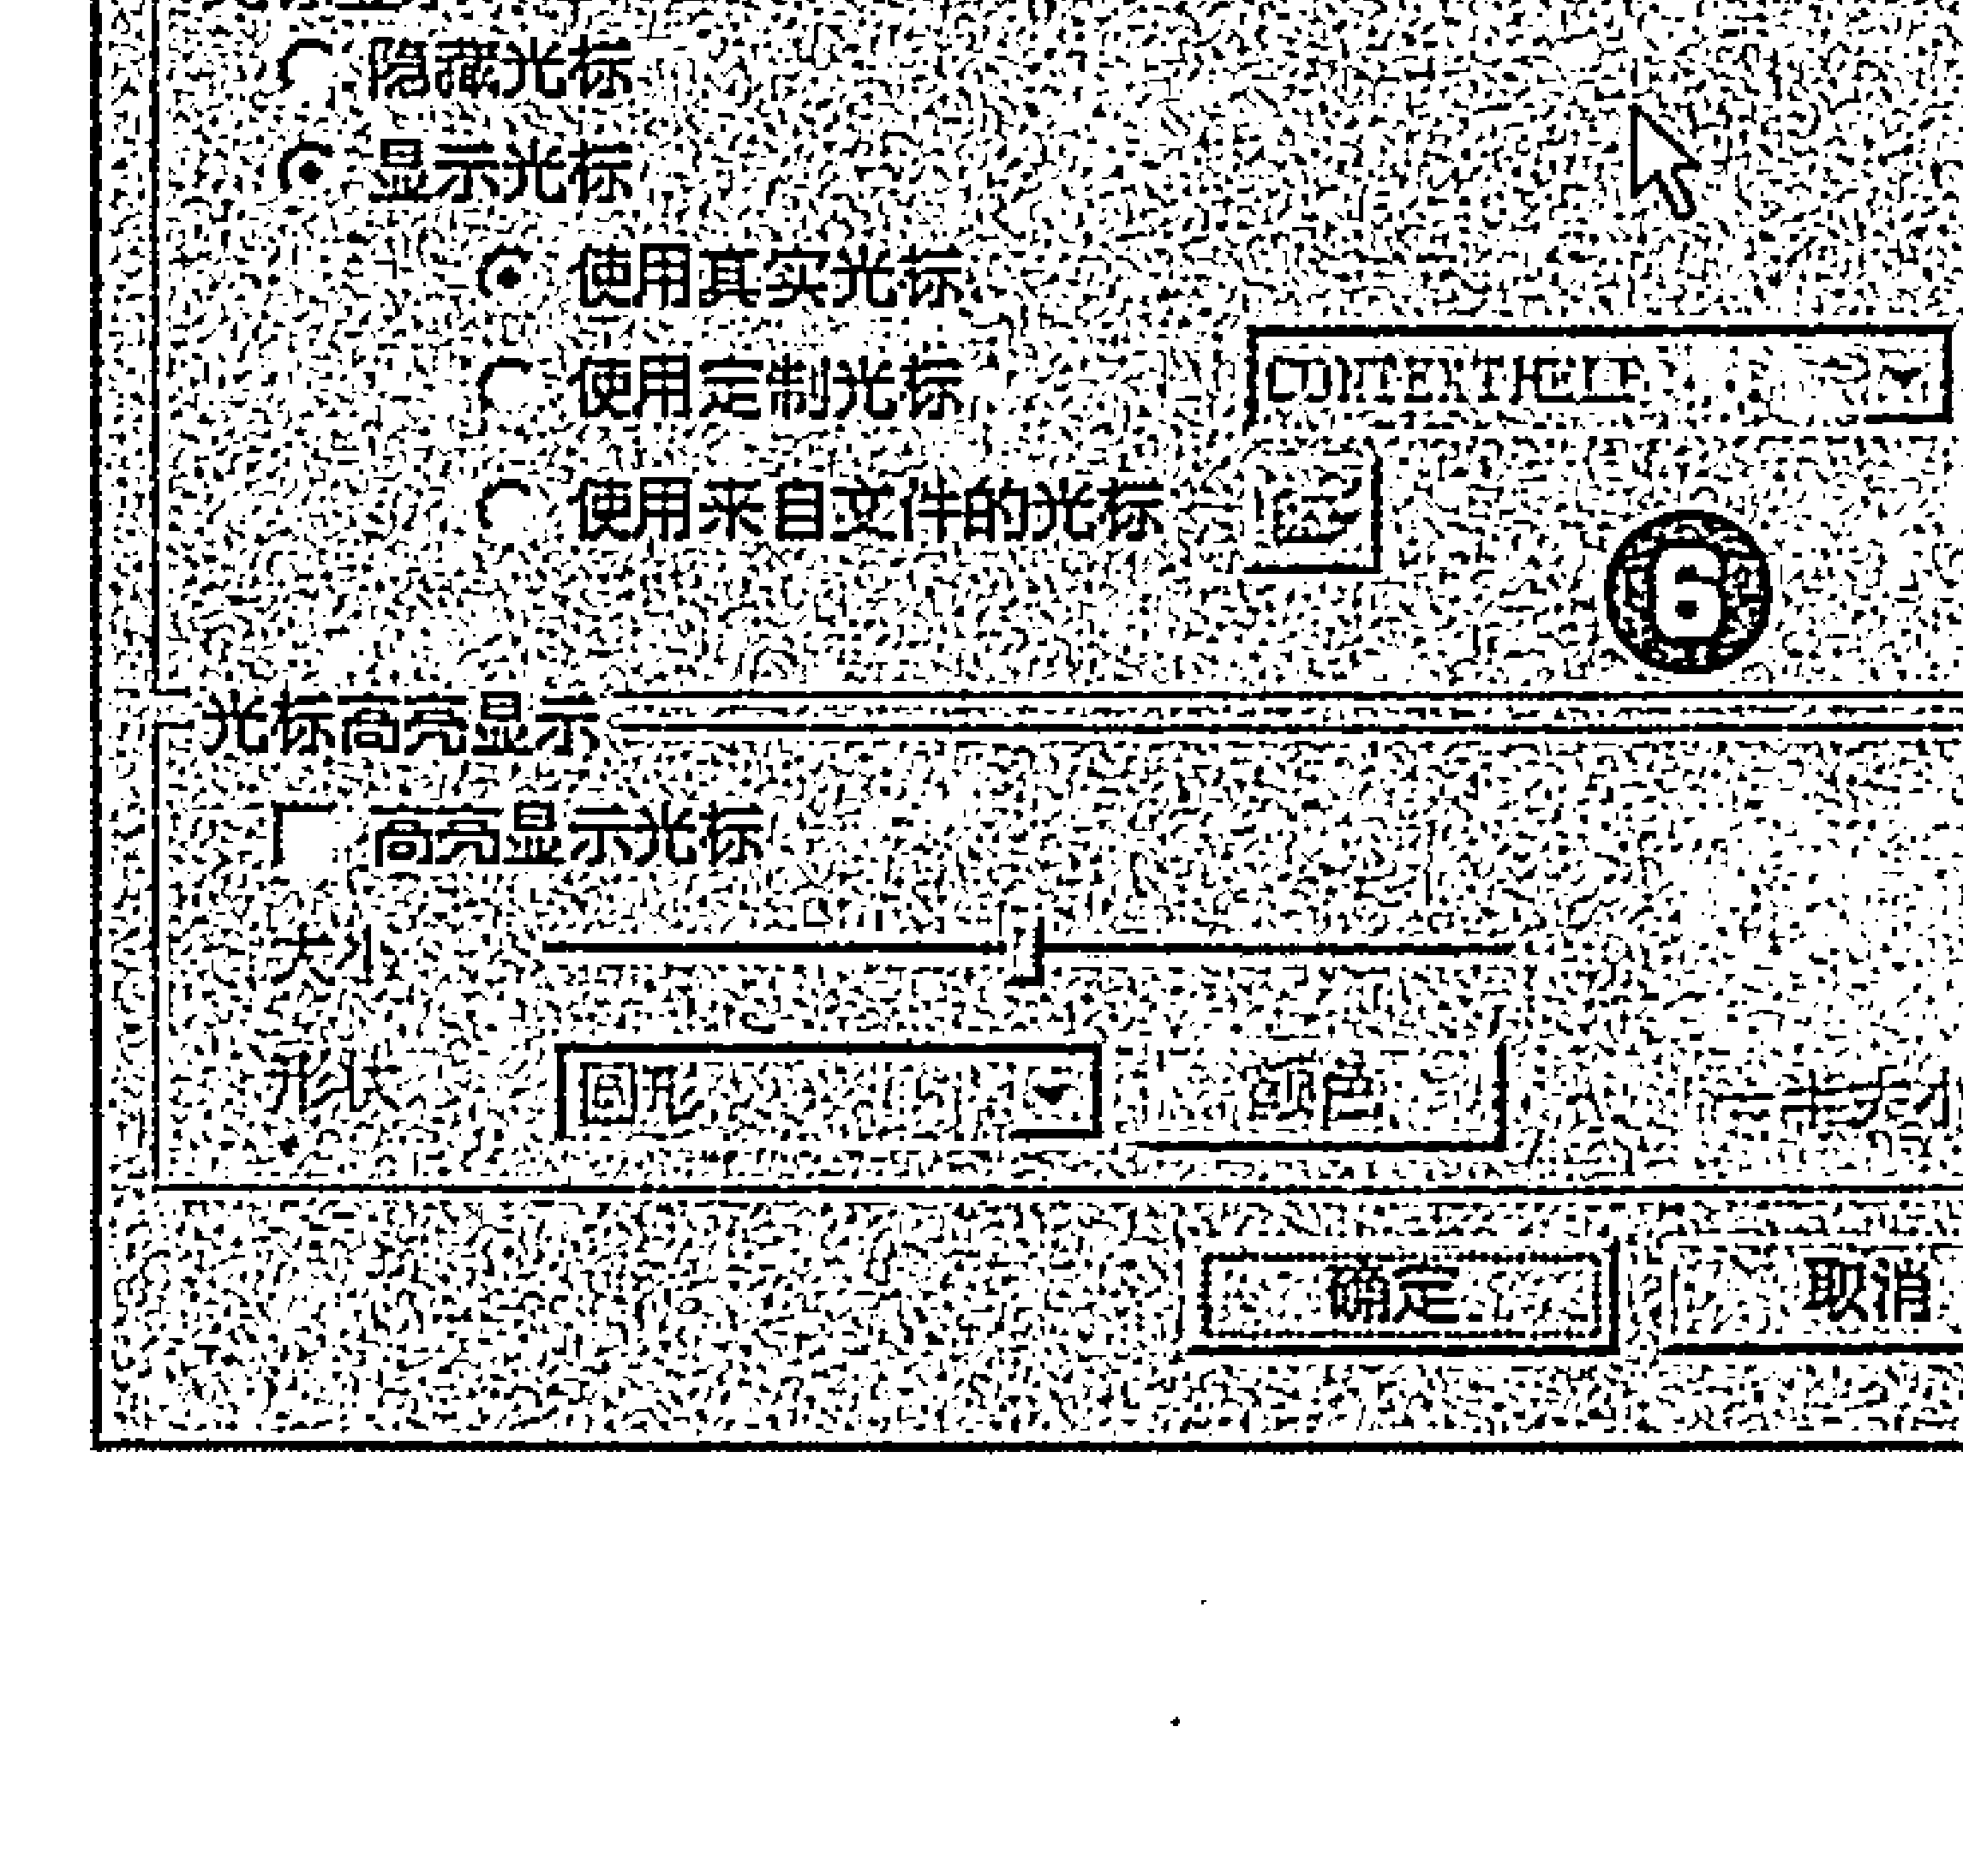 隐藏光标
显示光标
使用真实光标
使用定制光标 CONTEXTHELP
使用来自文件的光标
6
光标高亮显示
高亮显示光标
大小
形状 圆形 颜色
确定 取消